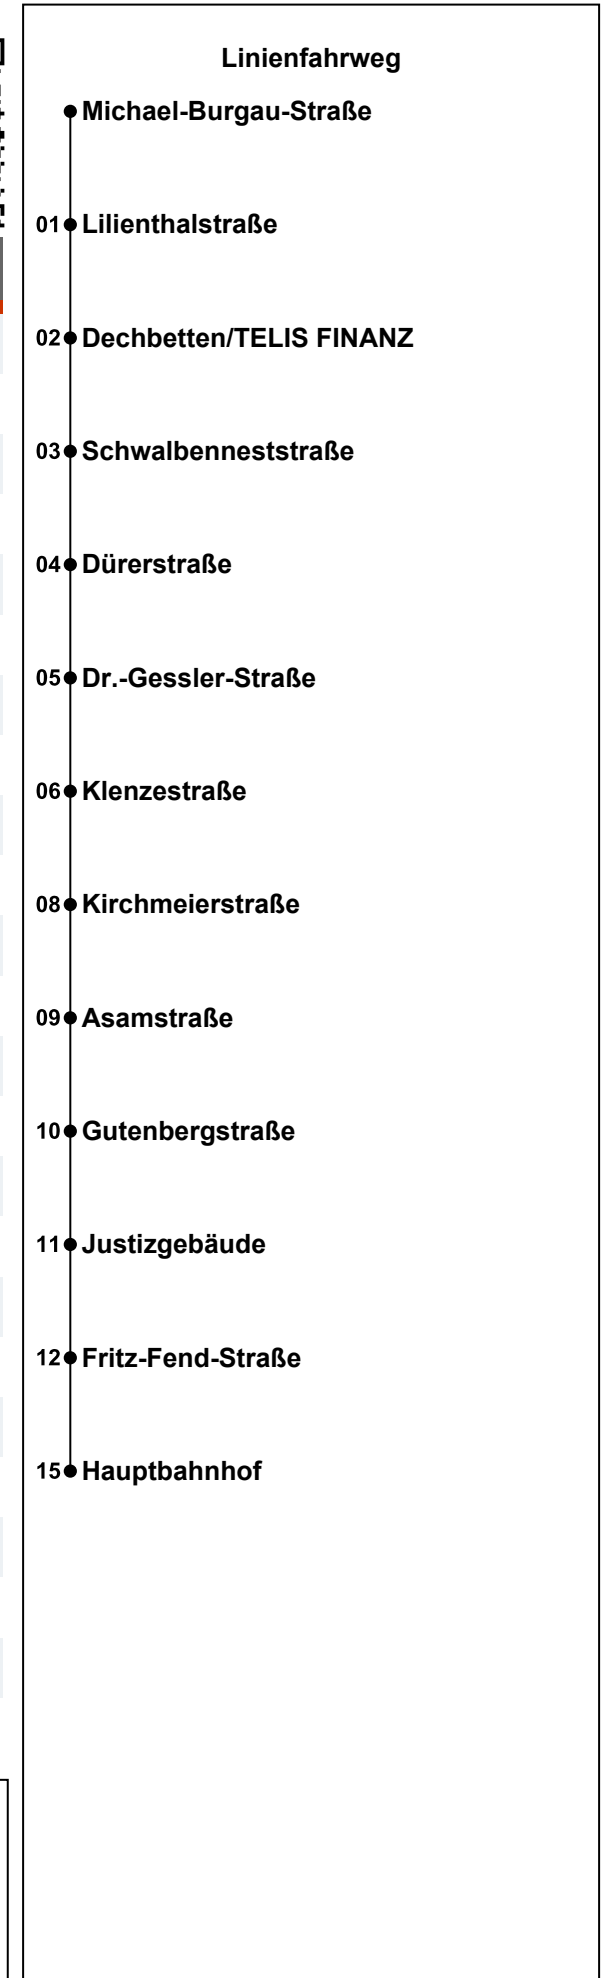 Linienfahrweg
Michael-Burgau-Straße
01 Lilienthalstraße
02 Dechbetten/TELIS FINANZ
03 Schwalbenneststraße
04 Dürerstraße
05 Dr.-Gessler-Straße
06 Klenzestraße
08 Kirchmeierstraße
09 Asamstraße
10 Gutenbergstraße
11 Justizgebäude
12 Fritz-Fend-Straße
15 Hauptbahnhof